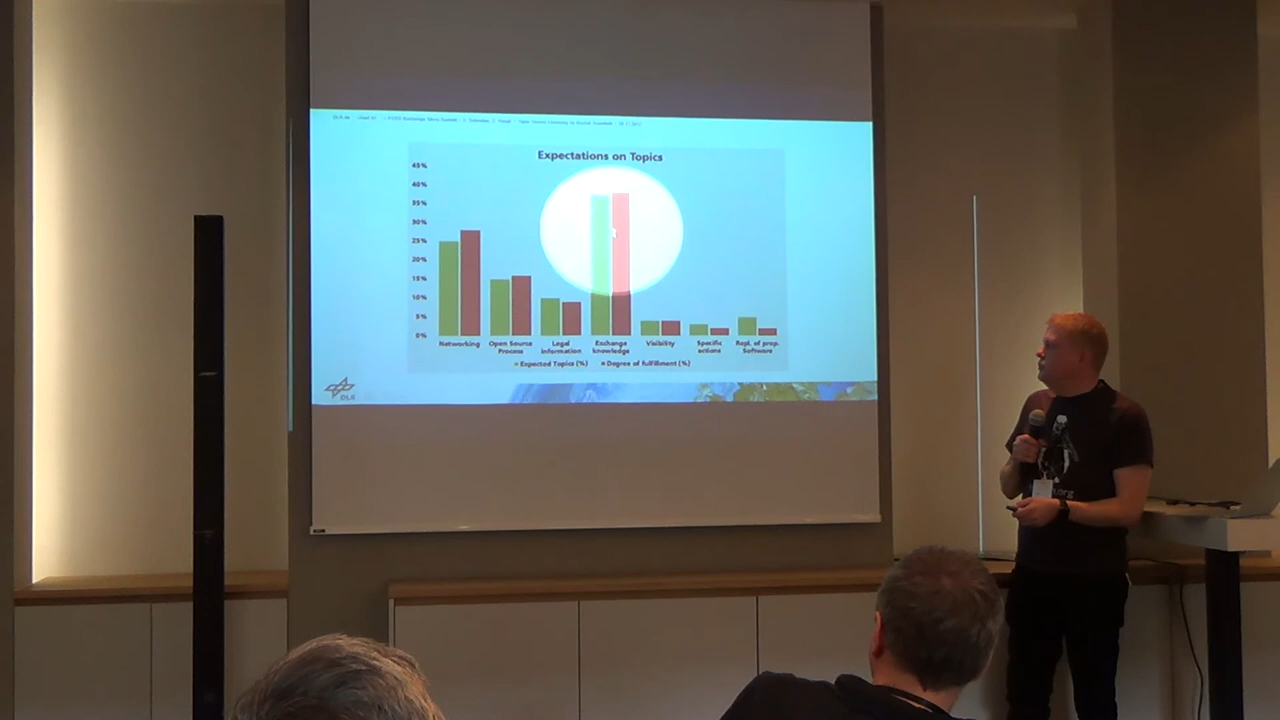 Expectations on Topics
45%
40%
35%
30%
25%
20%
15%
10%
5%
0%
Networking
Open Source
Process
Legal
information
Exchange
knowledge
Visibility
Specific
actions
Repl. of prop.
Software
Expected Topics (%)
Degree of fulfillment (%)
DLR
.org